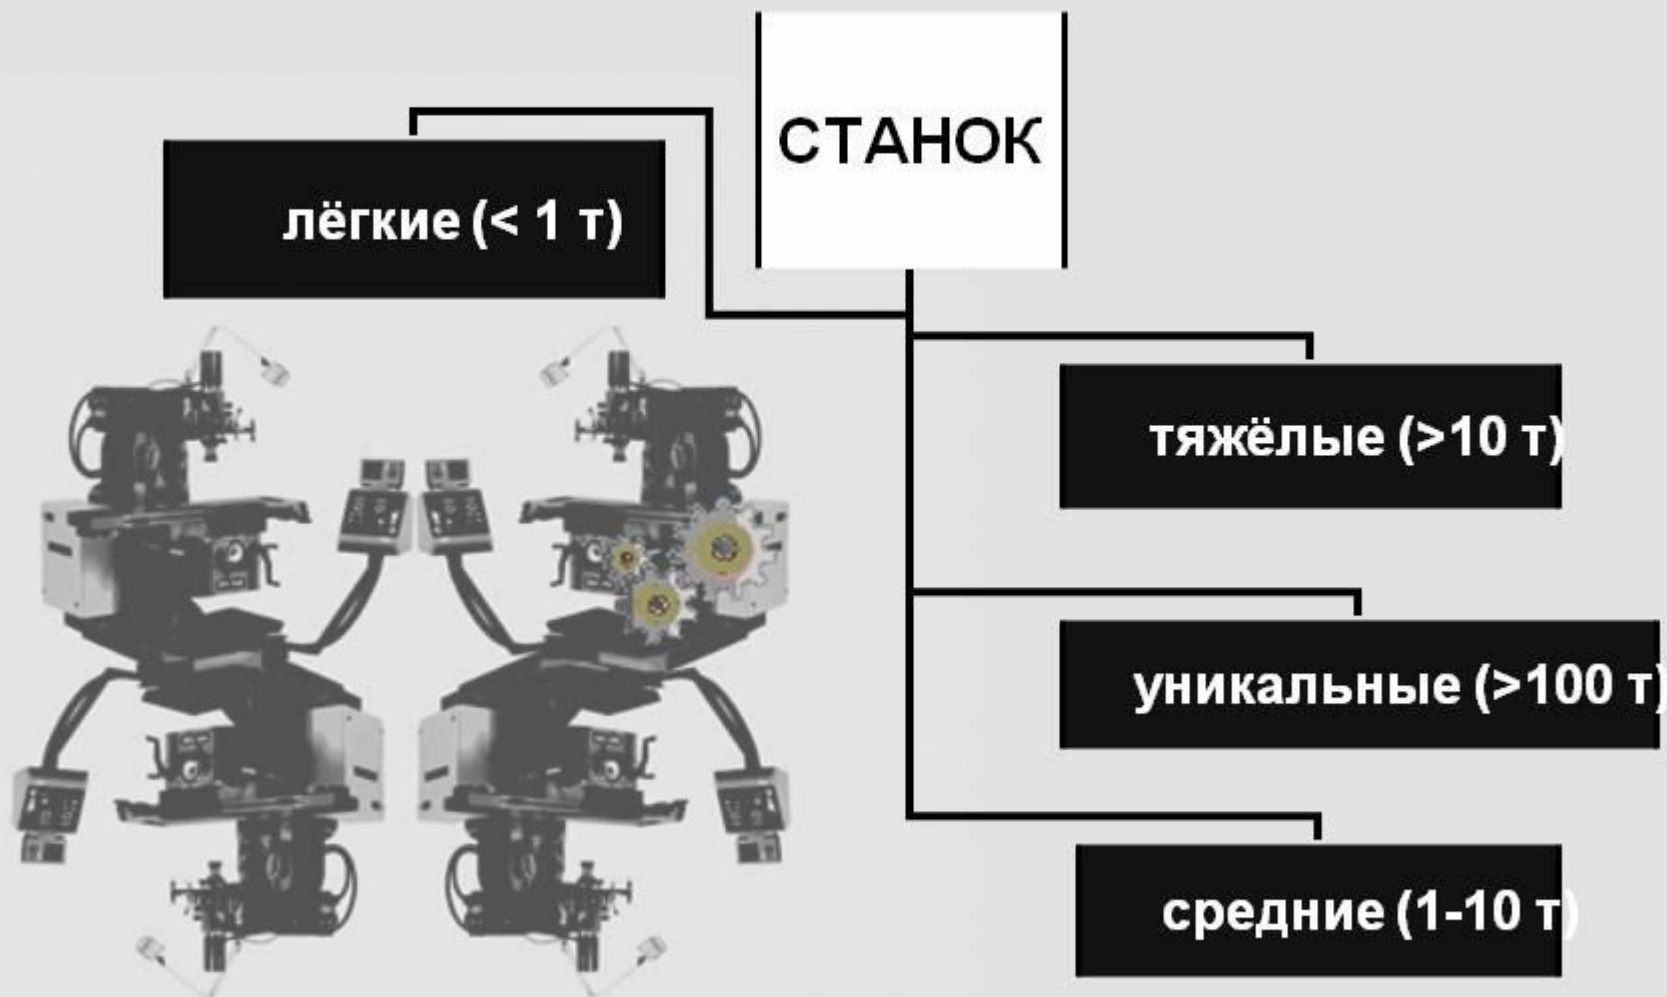 СТАНОК
лёгкие (< 1 т)
тяжёлые (>10 т)
уникальные (>100 т)
средние (1-10 т)